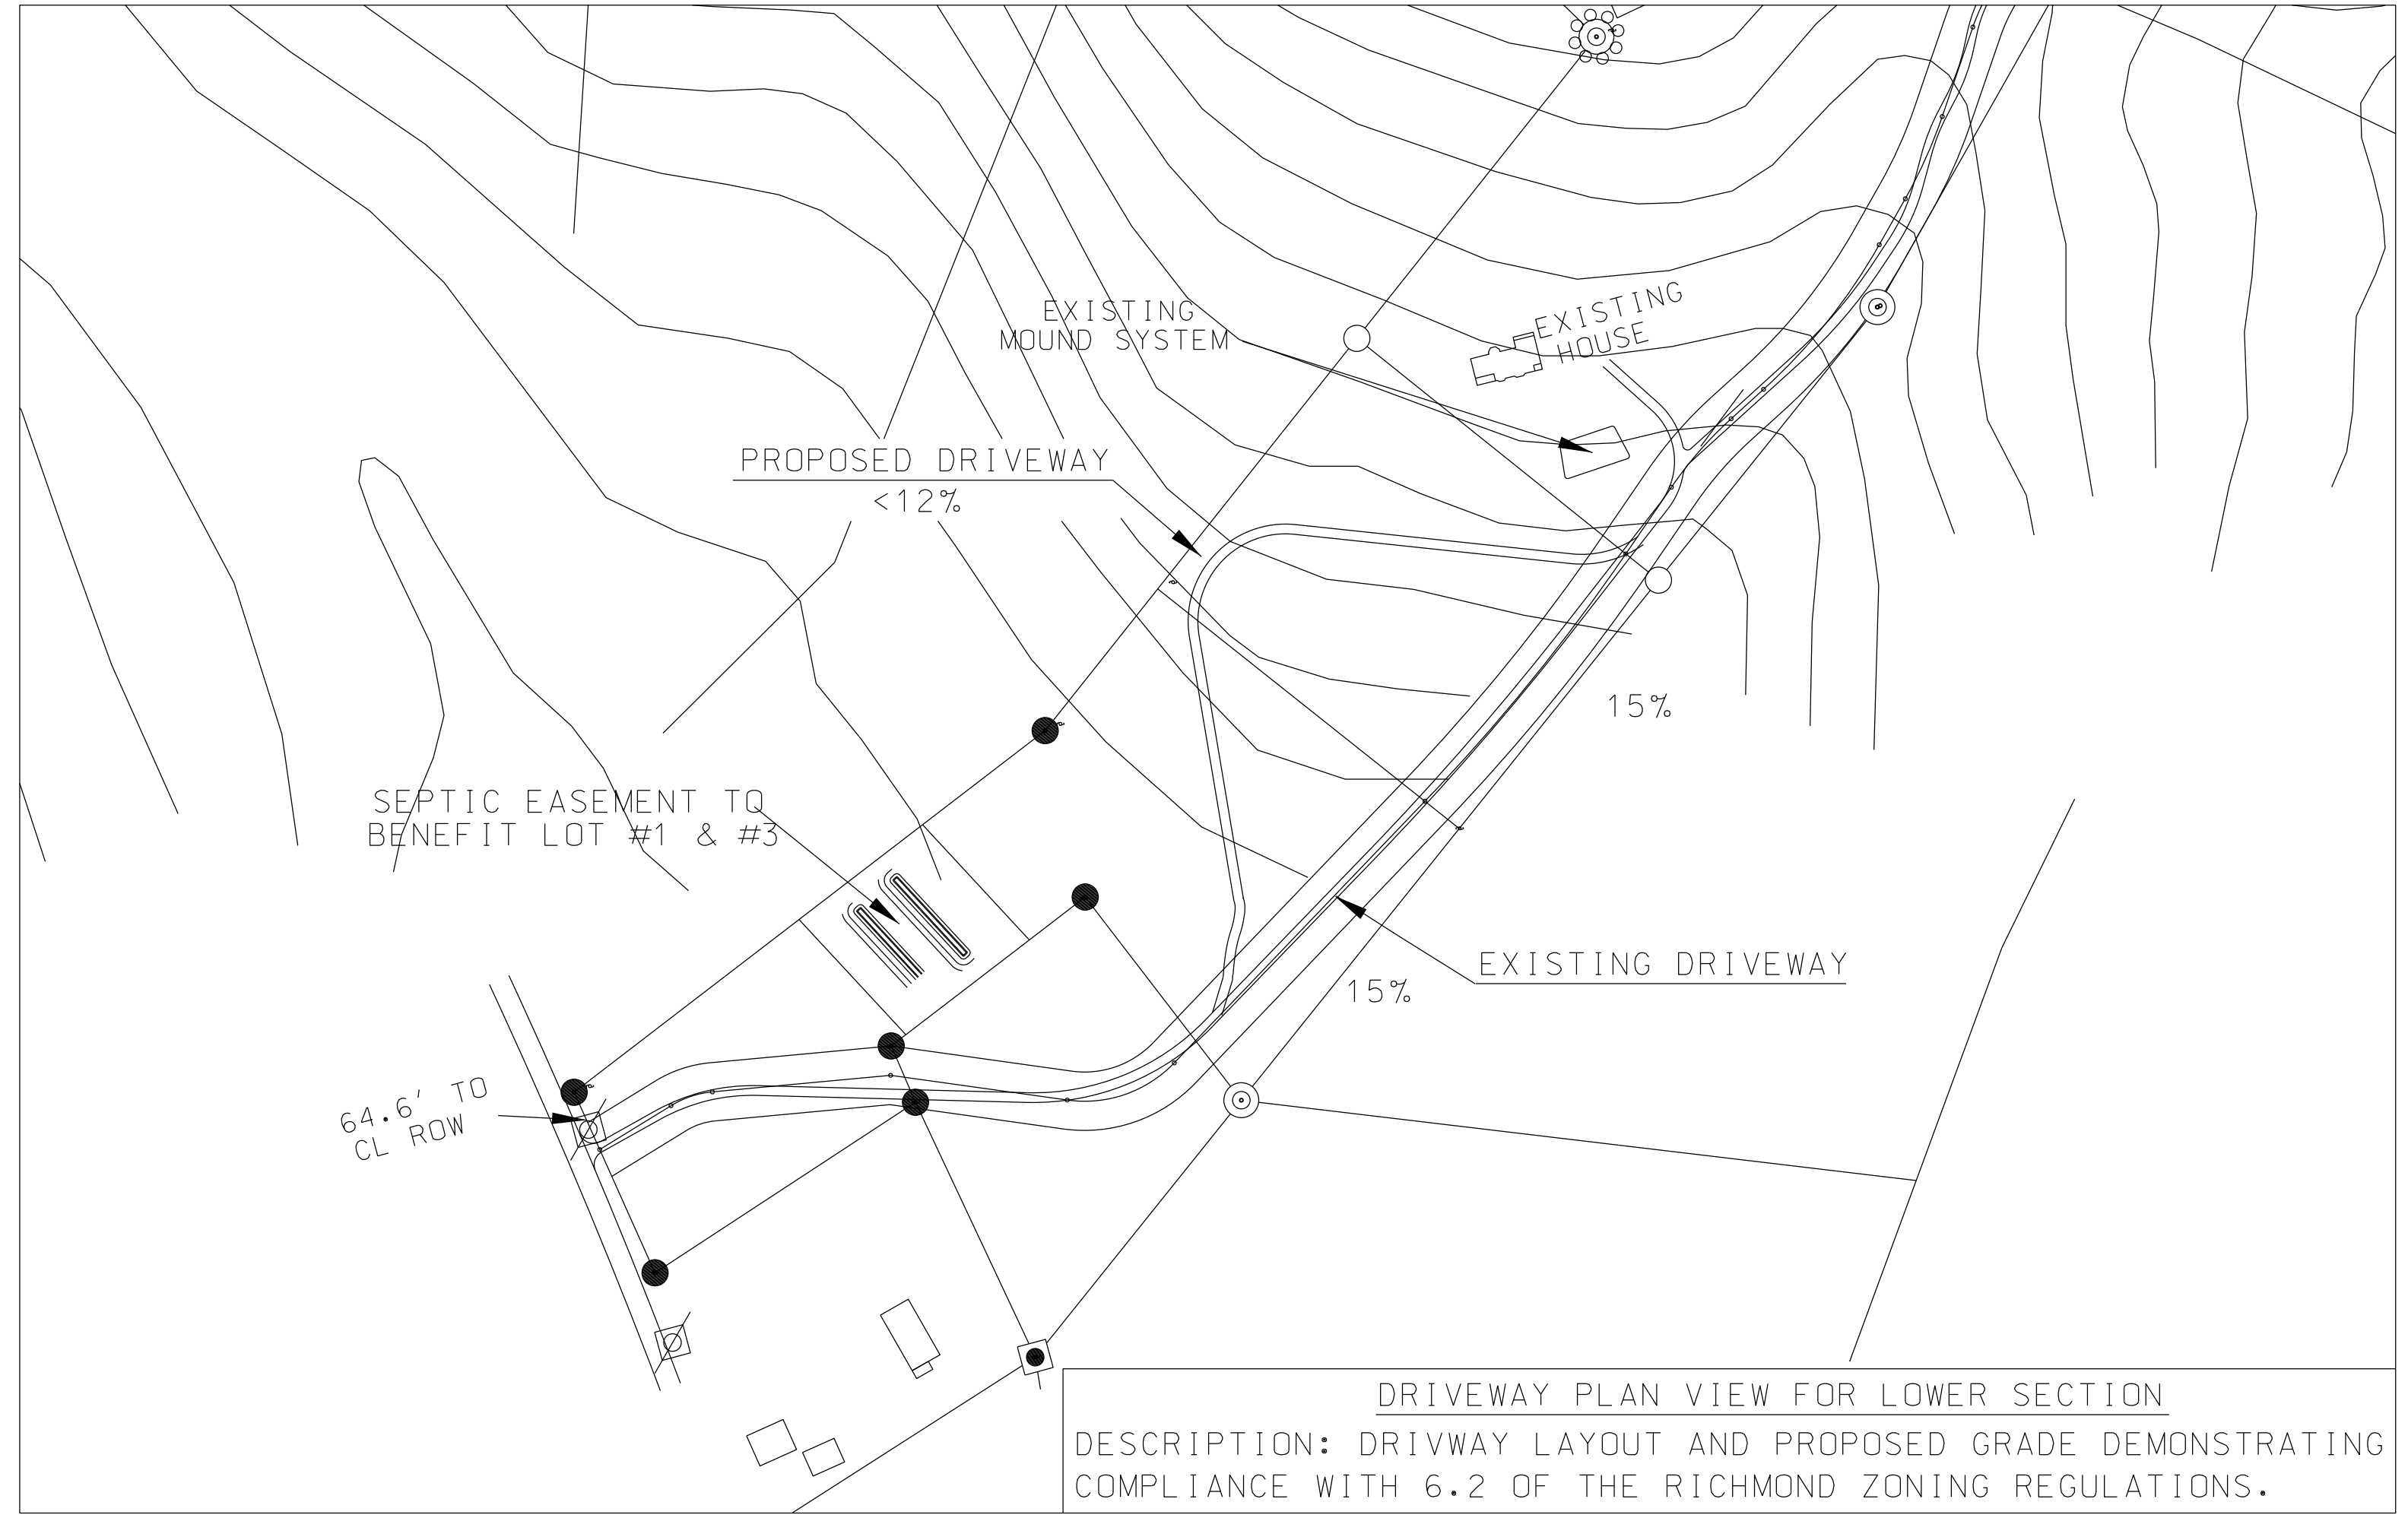 EXISTING
MOUND SYSTEM
EXISTING
HOUSE
PROPOSED DRIVEWAY
<12%
15%
SEPTIC EASEMENT TO
BENEFIT LOT #1 & #3
EXISTING DRIVEWAY
15%
64.6' TO
CL ROW
DRIVEWAY PLAN VIEW FOR LOWER SECTION
DESCRIPTION: DRIVWAY LAYOUT AND PROPOSED GRADE DEMONSTRATING
COMPLIANCE WITH 6.2 OF THE RICHMOND ZONING REGULATIONS.